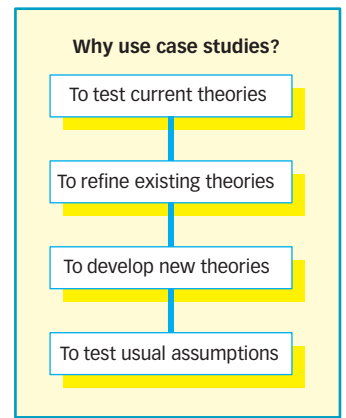 Why use case studies?
To test current theories
To refine existing theories
To develop new theories
To test usual assumptions